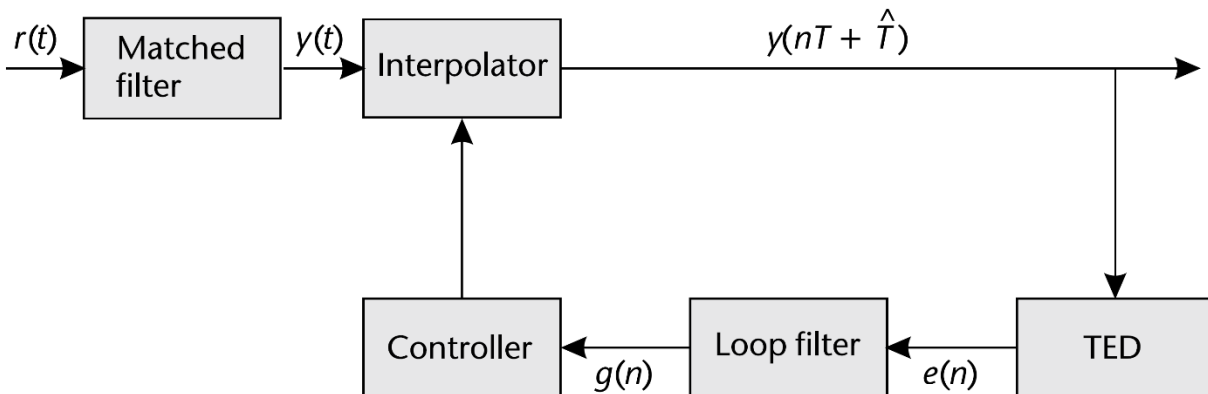 r(t)
Matched
filter
y(t)
Interpolator
y(nT + T̂)
Controller
g(n)
Loop filter
e(n)
TED